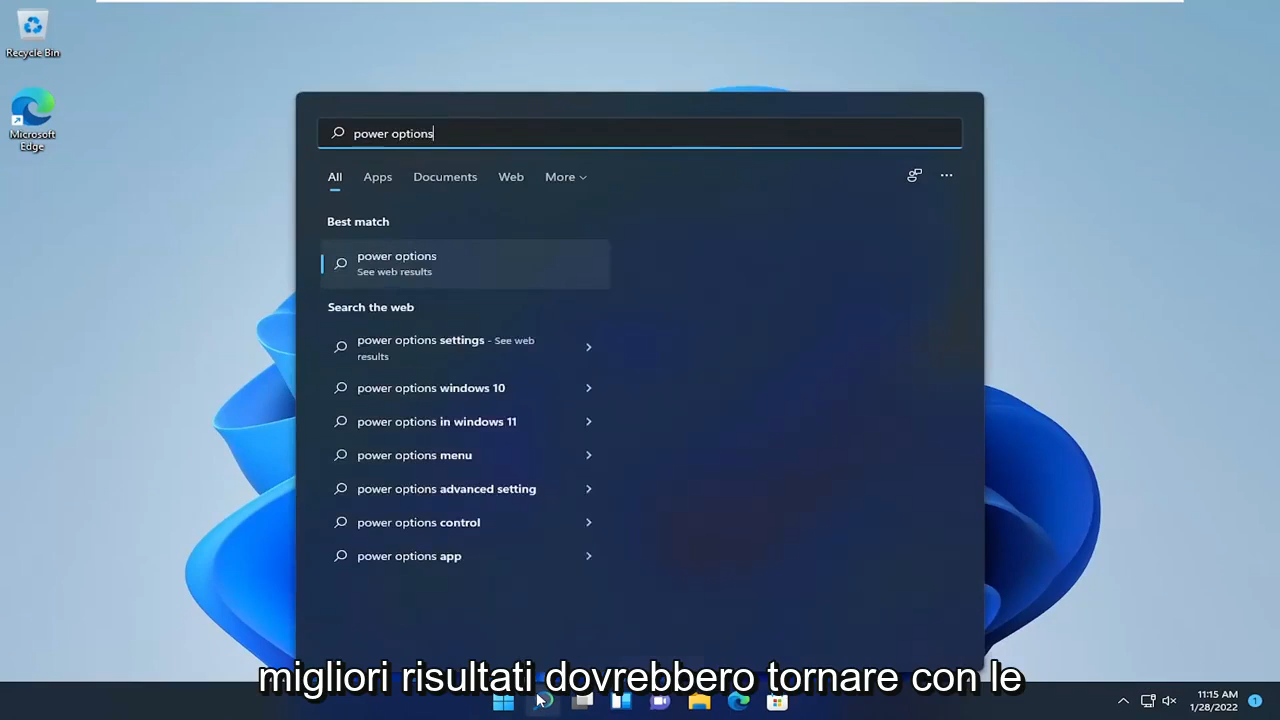 Recycle Bin
Microsoft
Edge
power options
All Apps Documents Web More
Best match
power options
See web results
Search the web
power options settings - See web
results
power options windows 10
power options in windows 11
power options menu
power options advanced setting
power options control
power options app
migliori risultati dovrebbero tornare con le
11:15 AM
1/28/2022
1